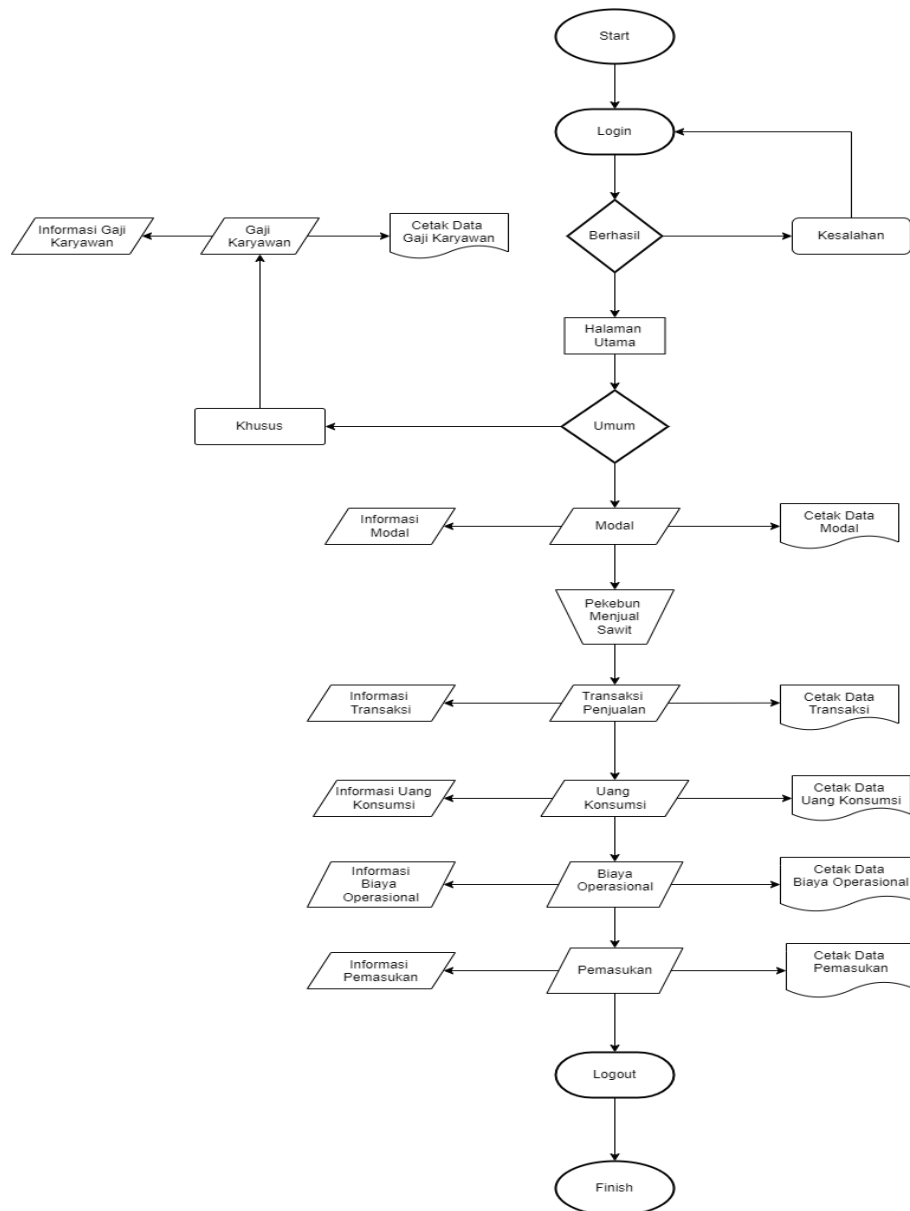 Start
Login
Informasi Gaji
Karyawan
Gaji
Karyawan
Cetak Data
Gaji Karyawan
Berhasil
Kesalahan
Halaman
Utama
Khusus
Umum
Informasi
Modal
Modal
Cetak Data
Modal
Pekebun
Menjual
Sawit
Informasi
Transaksi
Transaksi
Penjualan
Cetak Data
Transaksi
Informasi Uang
Konsumsi
Uang
Konsumsi
Cetak Data
Uang Konsumsi
Informasi
Biaya
Operasional
Biaya
Operasional
Cetak Data
Biaya Operasional
Informasi
Pemasukan
Pemasukan
Cetak Data
Pemasukan
Logout
Finish